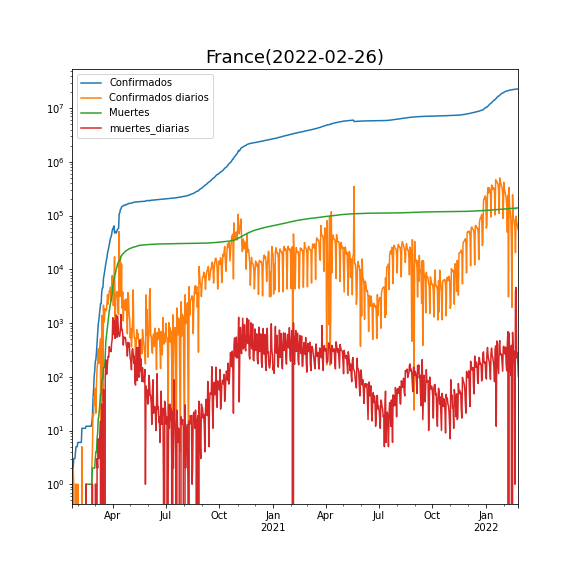 France(2022-02-26)
Confirmados
Confirmados diarios
Muertes
muertes_diarias
10⁷
10⁶
10⁵
10⁴
10³
10²
10¹
10⁰
Apr Jul Oct Jan Apr Jul Oct Jan
2021 2022